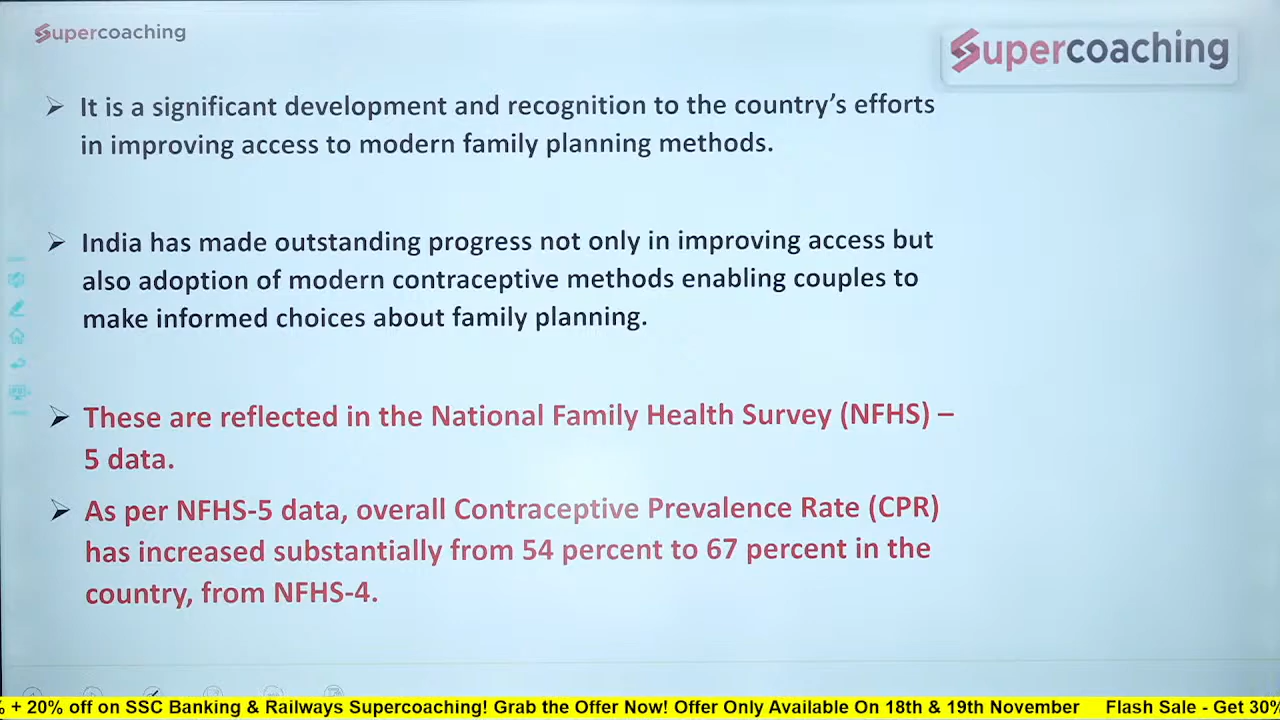 Supercoaching
Supercoaching
It is a significant development and recognition to the country's efforts
in improving access to modern family planning methods.
India has made outstanding progress not only in improving access but
also adoption of modern contraceptive methods enabling couples to
make informed choices about family planning.
These are reflected in the National Family Health Survey (NFHS) –
5 data.
As per NFHS-5 data, overall Contraceptive Prevalence Rate (CPR)
has increased substantially from 54 percent to 67 percent in the
country, from NFHS-4.
% + 20% off on SSC Banking & Railways Supercoaching! Grab the Offer Now! Offer Only Available On 18th & 19th November Flash Sale - Get 30%